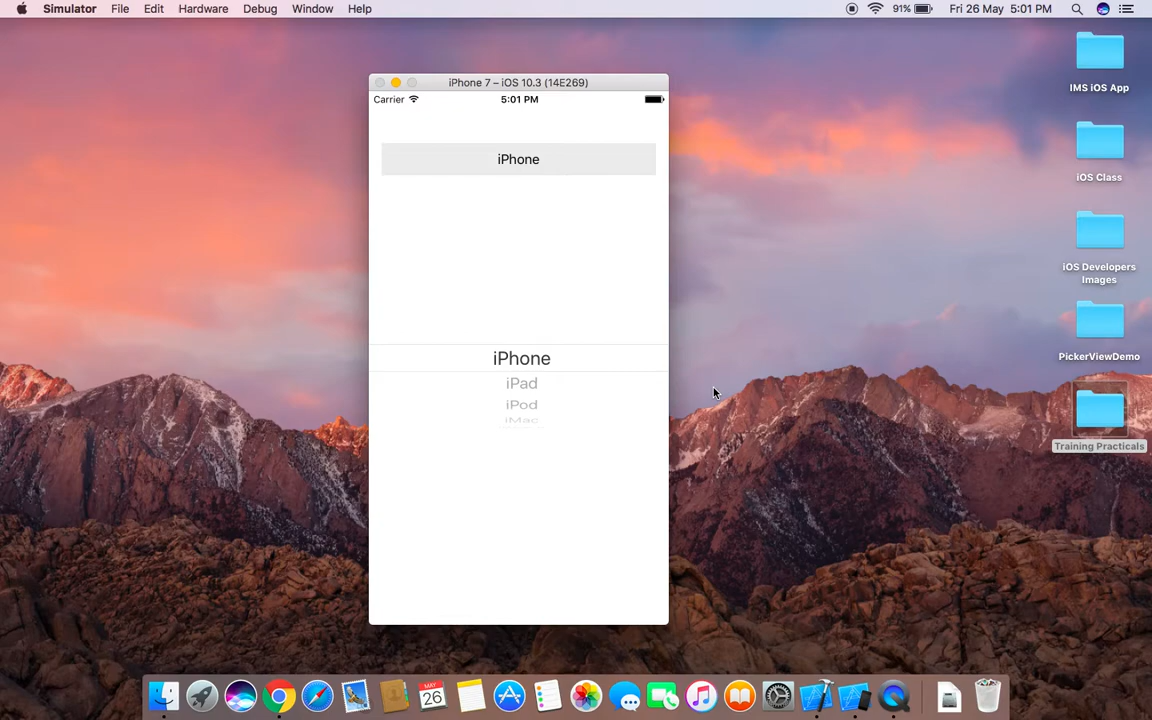 Simulator File Edit Hardware Debug Window Help 91% Fri 26 May 5:01 PM
iPhone 7 – iOS 10.3 (14E269)
Carrier 5:01 PM
iPhone
iPhone
iPad
iPod
iMac
IMS iOS App
iOS Class
iOS Developers
Images
PickerViewDemo
Training Practicals
MAY
26